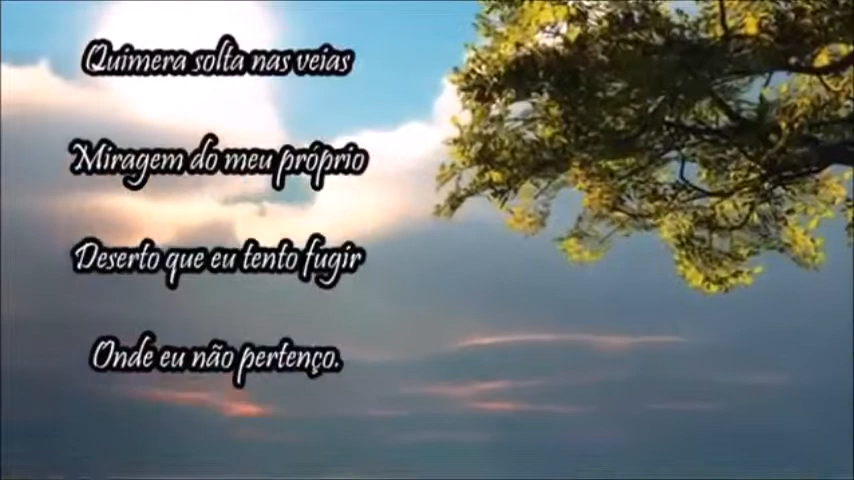 Quimera solta nas veias
Miragem do meu próprio
Deserto que eu tento fugir
Onde eu não pertenço.